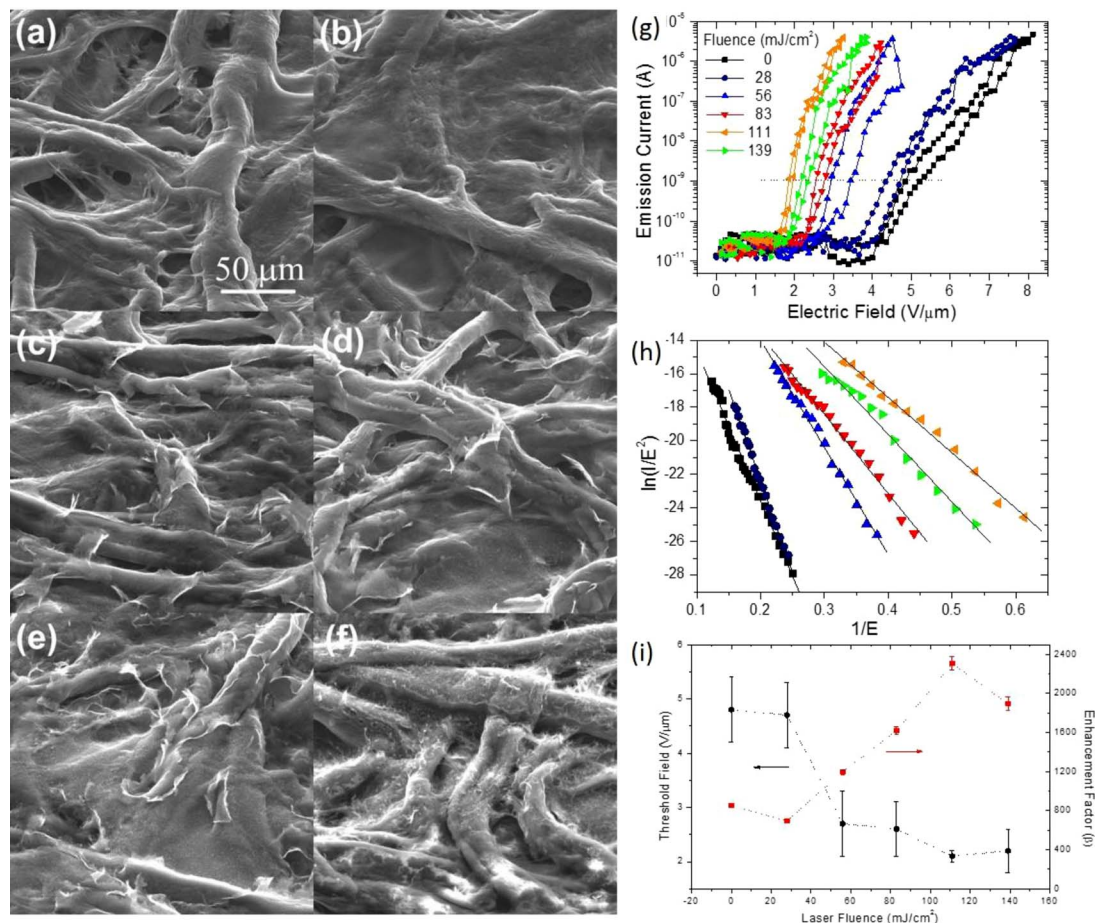 (a)
(b)
50 μm
(c)
(d)
(e)
(f)
(g)
Fluence (mJ/cm²)
0
28
56
83
111
139
Emission Current (A)
10⁻⁵
10⁻⁶
10⁻⁷
10⁻⁸
10⁻⁹
10⁻¹⁰
10⁻¹¹
0 1 2 3 4 5 6 7 8
Electric Field (V/μm)
(h)
ln(I/E²)
-14
-16
-18
-20
-22
-24
-26
-28
0.1 0.2 0.3 0.4 0.5 0.6
1/E
(i)
Threshold Field (V/μm)
6
5
4
3
2
Enhancement Factor (β)
2400
2000
1600
1200
800
400
0
-20 0 20 40 60 80 100 120 140 160
Laser Fluence (mJ/cm²)